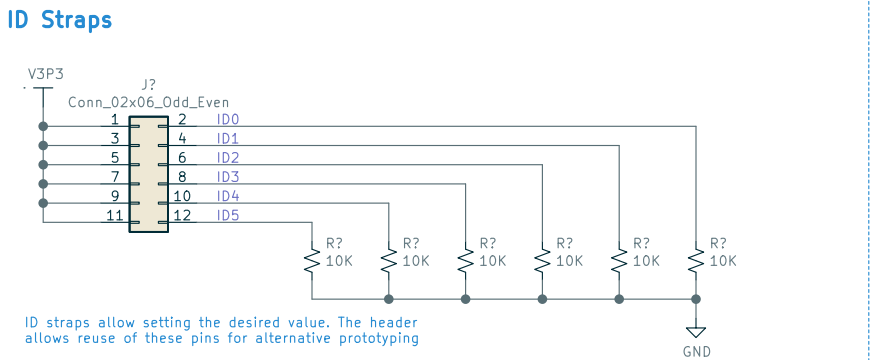 ID Straps
V3P3
J?
Conn_02x06_Odd_Even
1 2 ID0
3 4 ID1
5 6 ID2
7 8 ID3
9 10 ID4
11 12 ID5
R? R? R? R? R? R?
10K 10K 10K 10K 10K 10K
ID straps allow setting the desired value. The header
allows reuse of these pins for alternative prototyping
GND